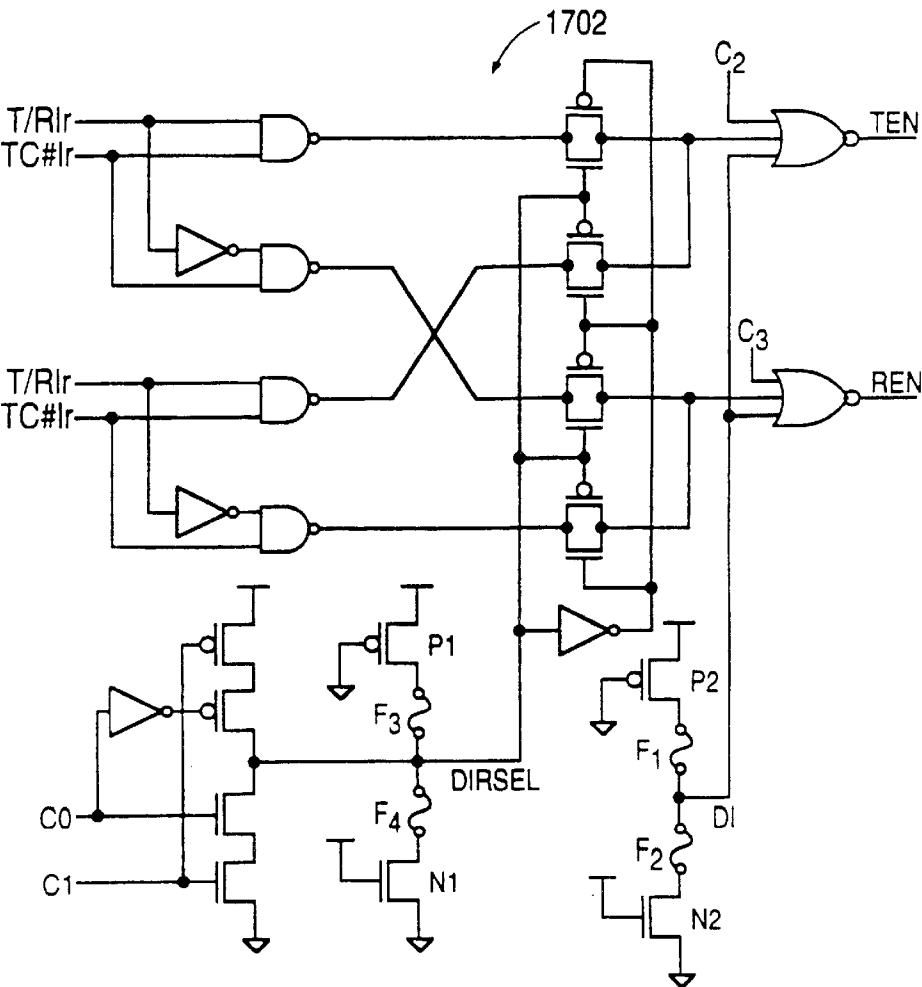 1702
C2
T/RIr
TC#Ir
TEN
C3
T/RIr
TC#Ir
REN
P1
P2
F3
F1
DIRSEL
DI
C0
F4
F2
C1
N1
N2